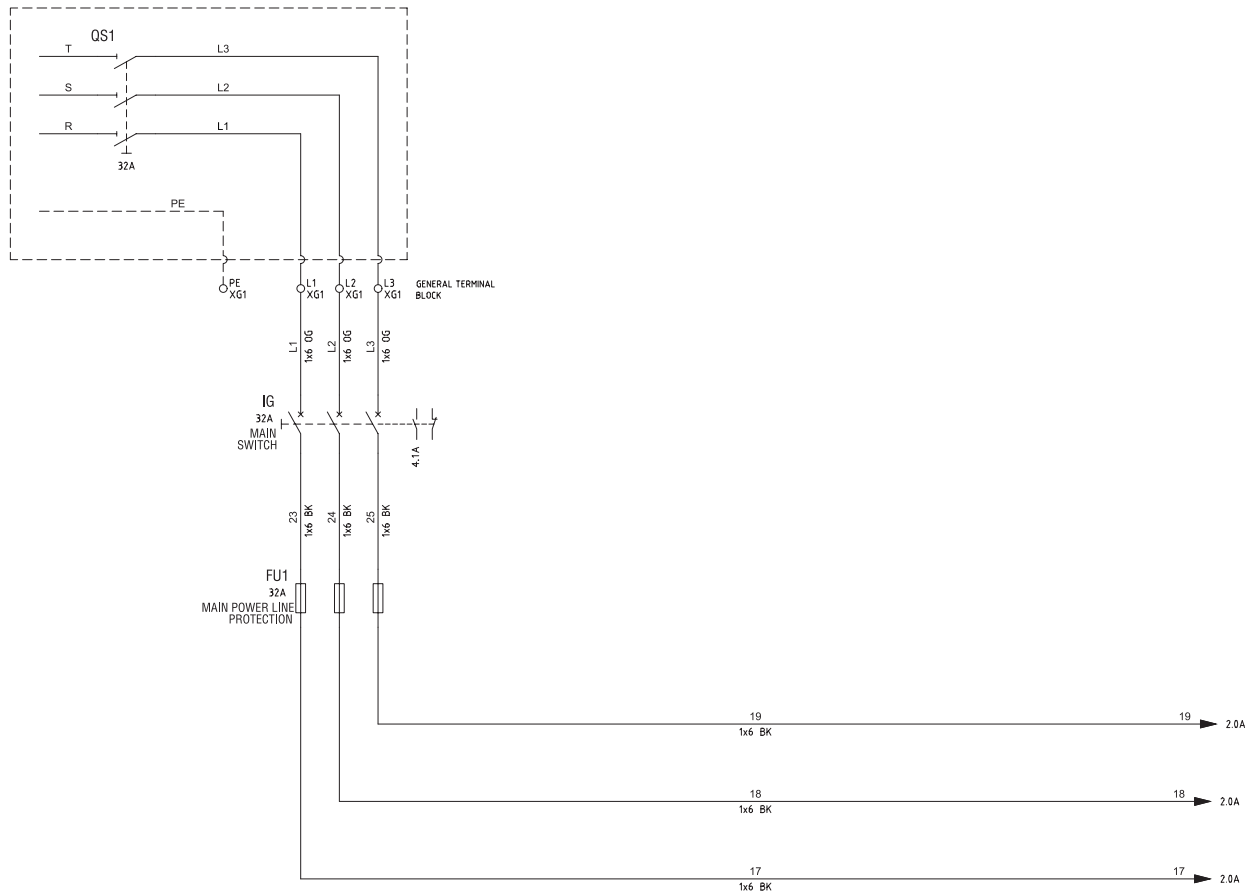 QS1
T
L3
S
L2
R
L1
32A
PE
PE
XG1
L1
XG1
L2
XG1
L3
XG1
GENERAL TERMINAL
BLOCK
L1
1x6 OG
L2
1x6 OG
L3
1x6 OG
IG
32A
MAIN
SWITCH
4.1A
23
1x6 BK
24
1x6 BK
25
1x6 BK
FU1
32A
MAIN POWER LINE
PROTECTION
19
1x6 BK
19
2.0A
18
1x6 BK
18
2.0A
17
1x6 BK
17
2.0A